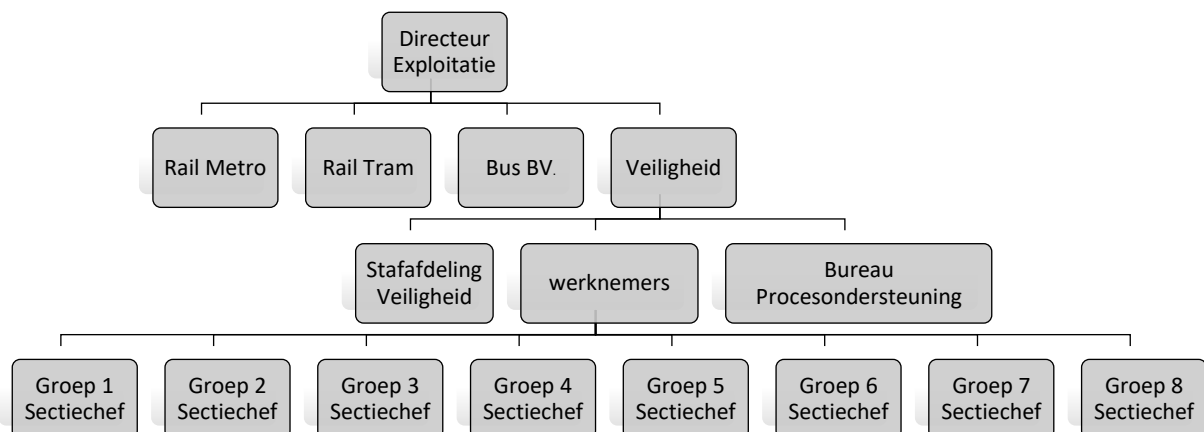 Directeur
Exploitatie
Rail Metro
Rail Tram
Bus BV.
Veiligheid
Stafafdeling
Veiligheid
werknemers
Bureau
Procesondersteuning
Groep 1
Sectiechef
Groep 2
Sectiechef
Groep 3
Sectiechef
Groep 4
Sectiechef
Groep 5
Sectiechef
Groep 6
Sectiechef
Groep 7
Sectiechef
Groep 8
Sectiechef